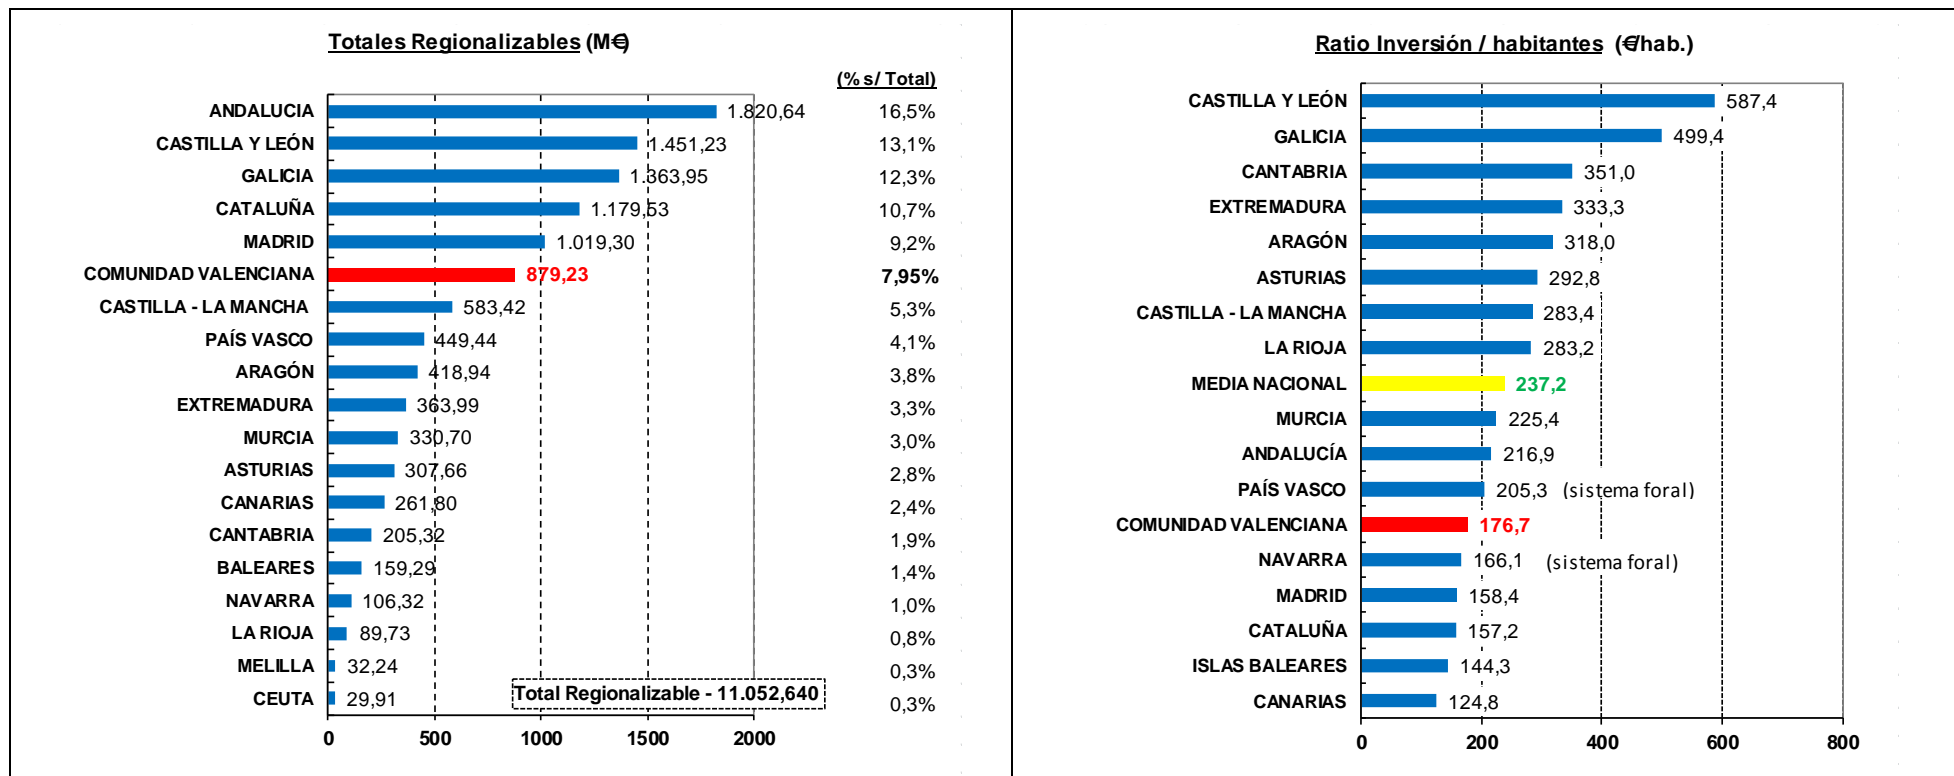 Totales Regionalizables (M€)
(% s/ Total)
ANDALUCIA 1.820,64 16,5%
CASTILLA Y LEÓN 1.451,23 13,1%
GALICIA 1.363,95 12,3%
CATALUÑA 1.179,53 10,7%
MADRID 1.019,30 9,2%
COMUNIDAD VALENCIANA 879,23 7,95%
CASTILLA - LA MANCHA 583,42 5,3%
PAÍS VASCO 449,44 4,1%
ARAGÓN 418,94 3,8%
EXTREMADURA 363,99 3,3%
MURCIA 330,70 3,0%
ASTURIAS 307,66 2,8%
CANARIAS 261,80 2,4%
CANTABRIA 205,32 1,9%
BALEARES 159,29 1,4%
NAVARRA 106,32 1,0%
LA RIOJA 89,73 0,8%
MELILLA 32,24 0,3%
CEUTA 29,91 0,3%
Total Regionalizable - 11.052,640
0 500 1000 1500 2000
Ratio Inversión / habitantes (€/hab.)
CASTILLA Y LEÓN 587,4
GALICIA 499,4
CANTABRIA 351,0
EXTREMADURA 333,3
ARAGÓN 318,0
ASTURIAS 292,8
CASTILLA - LA MANCHA 283,4
LA RIOJA 283,2
MEDIA NACIONAL 237,2
MURCIA 225,4
ANDALUCÍA 216,9
PAÍS VASCO 205,3 (sistema foral)
COMUNIDAD VALENCIANA 176,7
NAVARRA 166,1 (sistema foral)
MADRID 158,4
CATALUÑA 157,2
ISLAS BALEARES 144,3
CANARIAS 124,8
0 200 400 600 800